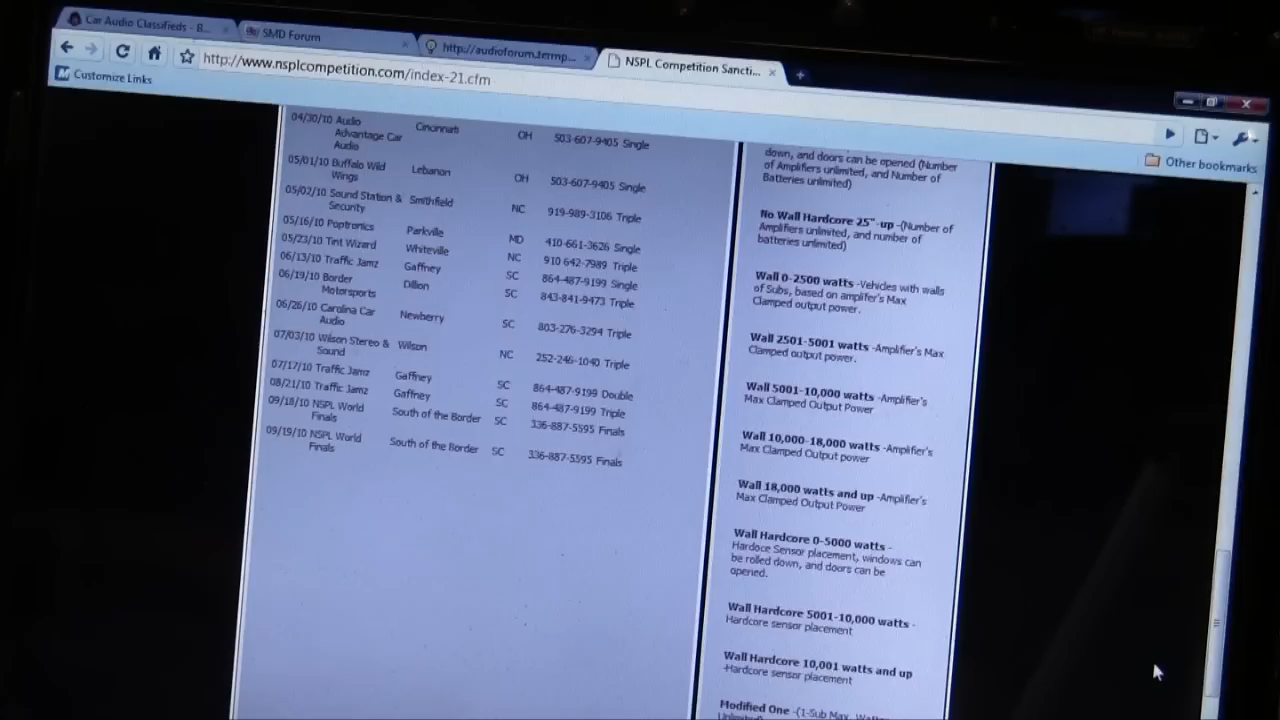 Car Audio Classifieds - B...
SMD Forum
http://audioforum.termp...
NSPL Competition Sancti...
http://www.nsplcompetition.com/index-21.cfm
Customize Links
Other bookmarks
04/30/10 Audio Cincinnati OH 503-607-9405 Single
Advantage Car
Audio
05/01/10 Buffalo Wild Lebanon OH 503-607-9405 Single
Wings
05/02/10 Sound Station & Smithfield NC 919-989-3106 Triple
Security
05/16/10 Poptronics Parkville MD 410-661-3626 Single
05/23/10 Tint Wizard Whiteville NC 910 642-7989 Triple
06/13/10 Traffic Jamz Gaffney SC 864-487-9199 Single
06/19/10 Border Dillon SC 843-841-9473 Triple
Motorsports
06/26/10 Carolina Car Newberry SC 803-276-3294 Triple
Audio
07/03/10 Wilson Stereo & Wilson NC 252-246-1040 Triple
Sound
07/17/10 Traffic Jamz Gaffney SC 864-487-9199 Double
08/21/10 Traffic Jamz Gaffney SC 864-487-9199 Triple
09/18/10 NSPL World South of the Border SC 336-887-5595 Finals
Finals
09/19/10 NSPL World South of the Border SC 336-887-5595 Finals
Finals
down, and doors can be opened (Number
of Amplifiers unlimited, and Number of
Batteries unlimited)
No Wall Hardcore 25"-up -(Number of
Amplifiers unlimited, and number of
batteries unlimited)
Wall 0-2500 watts -Vehicles with walls
of Subs, based on amplifer's Max
Clamped output power.
Wall 2501-5001 watts -Amplifier's Max
Clamped output power.
Wall 5001-10,000 watts -Amplifier's
Max Clamped Output Power
Wall 10,000-18,000 watts -Amplifier's
Max Clamped Output power
Wall 18,000 watts and up -Amplifier's
Max Clamped Output Power
Wall Hardcore 0-5000 watts -
Hardoce Sensor placement, windows can
be rolled down, and doors can be
opened.
Wall Hardcore 5001-10,000 watts -
Hardcore sensor placement
Wall Hardcore 10,001 watts and up
-Hardcore sensor placement
Modified One -(1-Sub Max,